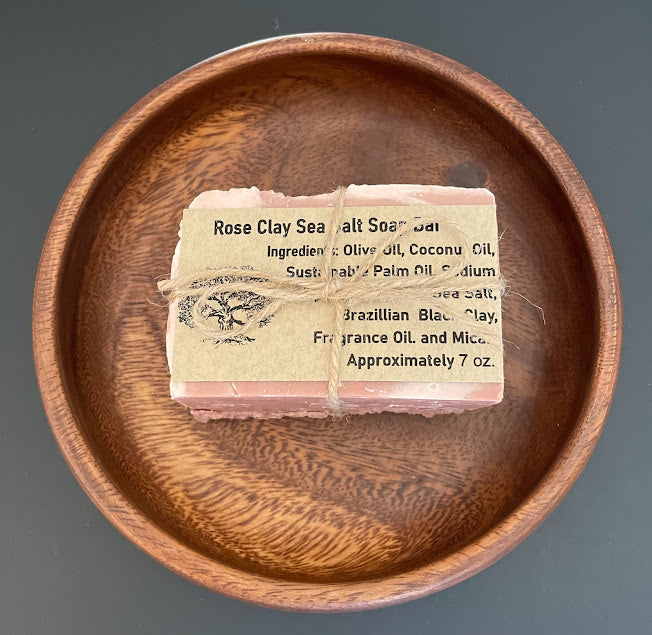 Rose Clay Sea Salt Soap Bar
Ingredients: Olive Oil, Coconut Oil,
Sustainable Palm Oil, Sodium
Sea Salt,
Brazillian Black Clay,
Fragrance Oil. and Mica.
Approximately 7 oz.